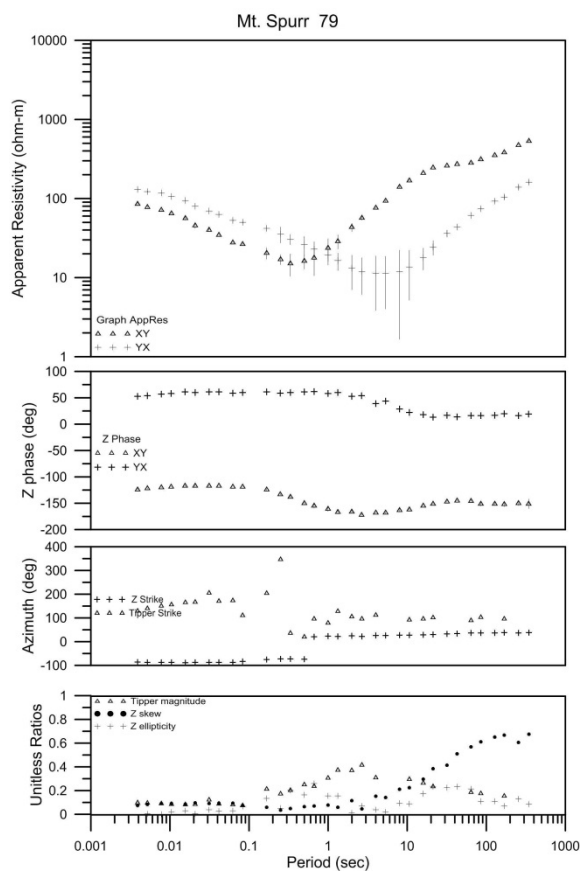 Mt. Spurr 79
10000
1000
100
10
1
Apparent Resistivity (ohm-m)
Graph AppRes
XY
YX
100
50
0
-50
-100
-150
-200
Z phase (deg)
Z Phase
XY
YX
400
300
200
100
0
-100
Azimuth (deg)
Z Strike
Tipper Strike
1
0.8
0.6
0.4
0.2
0
Unitless Ratios
Tipper magnitude
Z skew
Z ellipticity
0.001 0.01 0.1 1 10 100 1000
Period (sec)